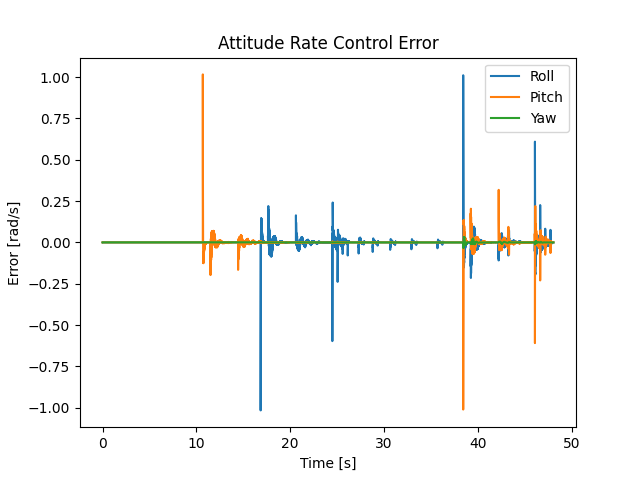 Attitude Rate Control Error
Roll
Pitch
Yaw
1.00
0.75
0.50
0.25
0.00
−0.25
−0.50
−0.75
−1.00
Error [rad/s]
0 10 20 30 40 50
Time [s]